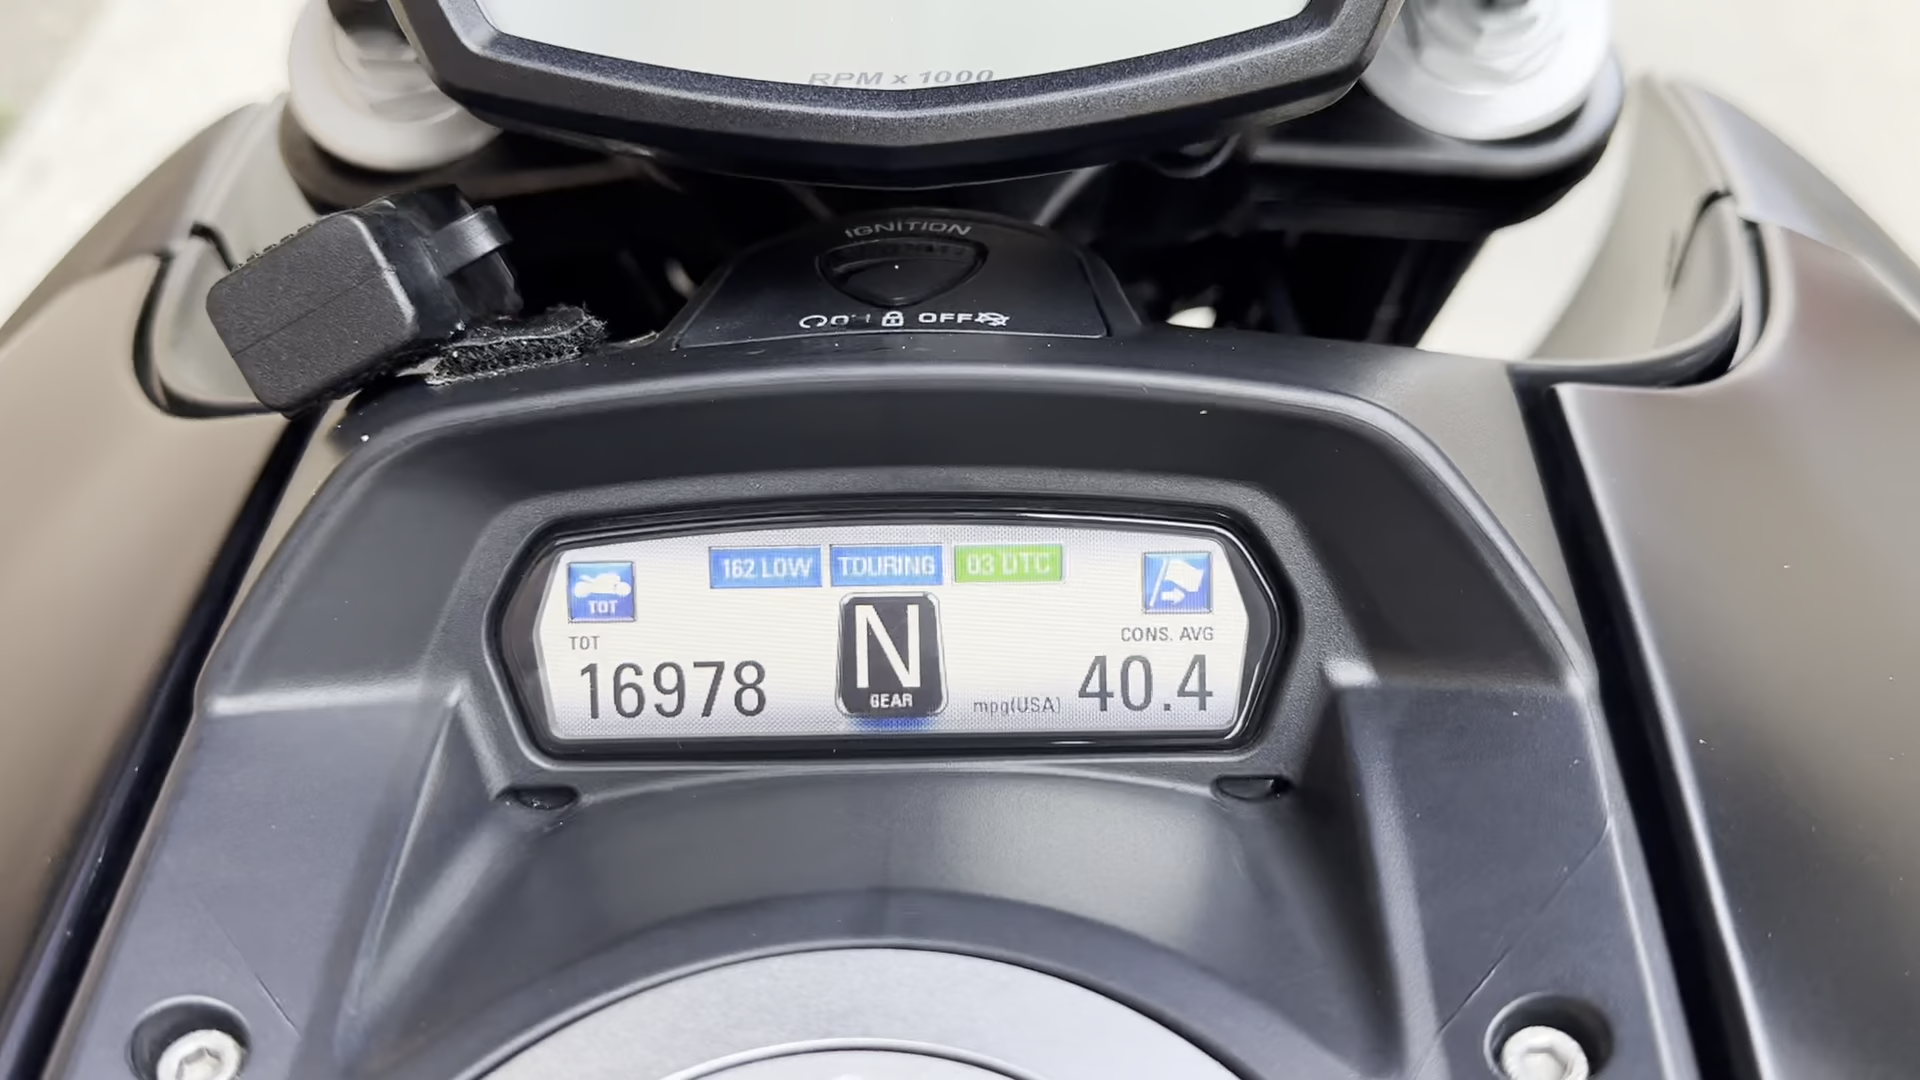 RPM x 1000
IGNITION
ON OFF
162 LOW TOURING 03 DTC
TOT
TOT
16978
N
GEAR
CONS. AVG
mpg(USA) 40.4